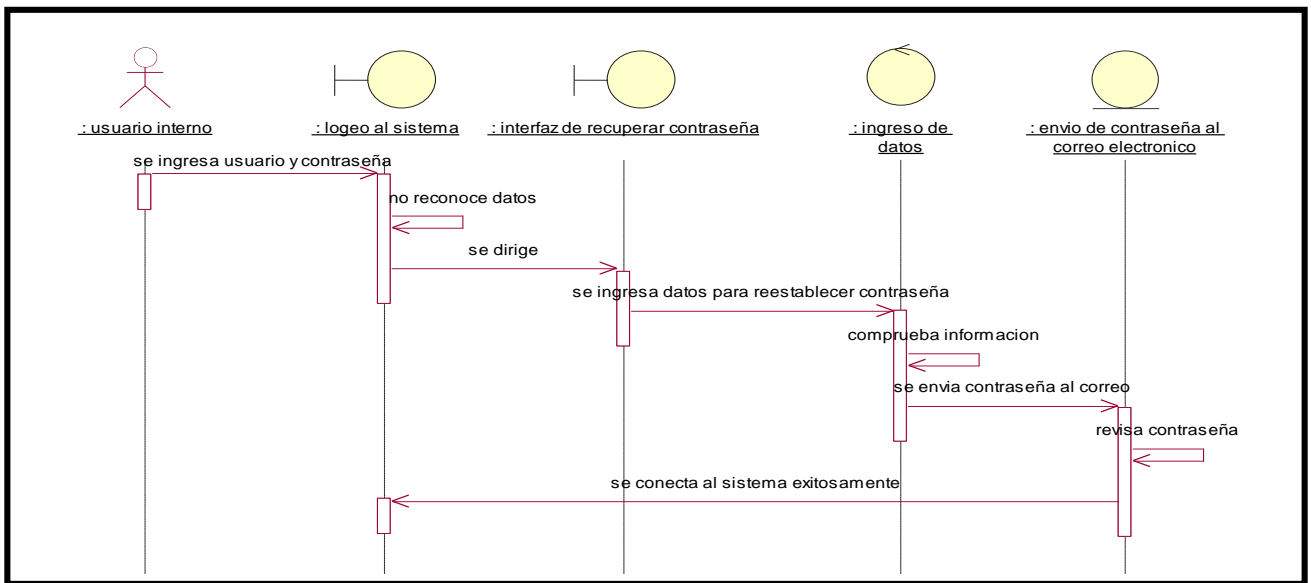 : usuario interno
: logeo al sistema
: interfaz de recuperar contraseña
: ingreso de
datos
: envio de contraseña al
correo electronico
se ingresa usuario y contraseña
no reconoce datos
se dirige
se ingresa datos para reestablecer contraseña
comprueba informacion
se envia contraseña al correo
revisa contraseña
se conecta al sistema exitosamente